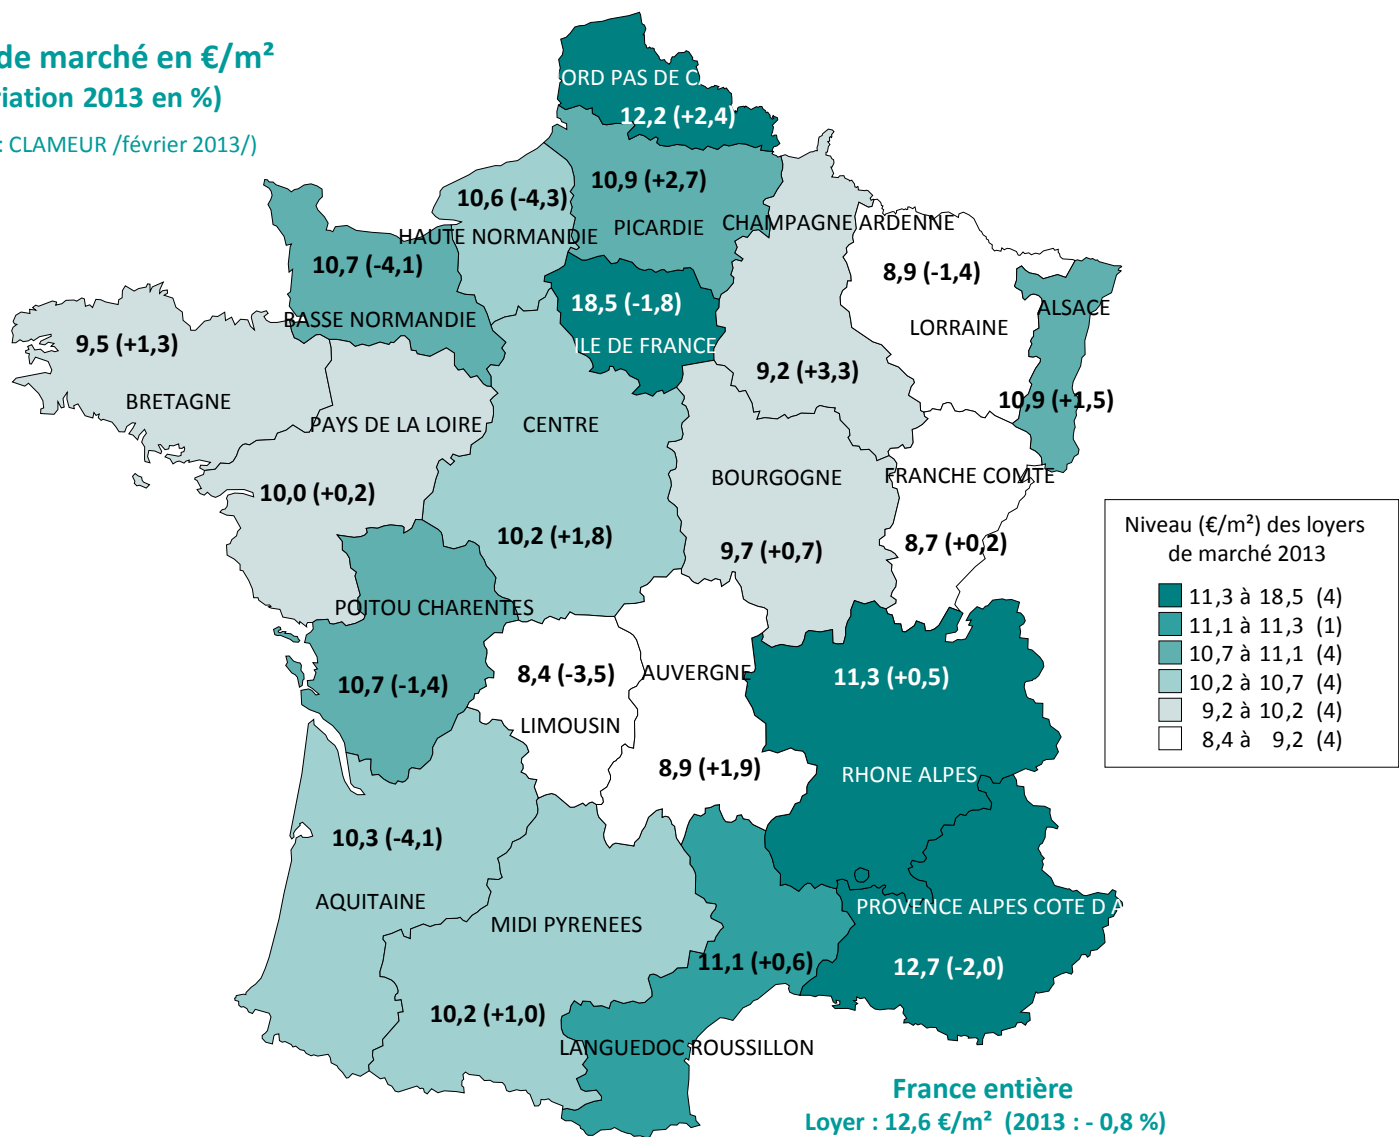 de marché en €/m²
iation 2013 en %)
: CLAMEUR /février 2013/)
ORD PAS DE CA
12,2 (+2,4)
10,9 (+2,7)
PICARDIE
10,6 (-4,3)
HAUTE NORMANDIE
CHAMPAGNE ARDENNE
9,2 (+3,3)
10,7 (-4,1)
BASSE NORMANDIE
18,5 (-1,8)
ILE DE FRANCE
8,9 (-1,4)
LORRAINE
ALSACE
10,9 (+1,5)
9,5 (+1,3)
BRETAGNE
PAYS DE LA LOIRE
10,0 (+0,2)
CENTRE
10,2 (+1,8)
BOURGOGNE
9,7 (+0,7)
FRANCHE COMTE
8,7 (+0,2)
POITOU CHARENTES
10,7 (-1,4)
8,4 (-3,5)
LIMOUSIN
AUVERGNE
8,9 (+1,9)
11,3 (+0,5)
RHONE ALPES
10,3 (-4,1)
AQUITAINE
MIDI PYRENEES
10,2 (+1,0)
11,1 (+0,6)
LANGUEDOC ROUSSILLON
PROVENCE ALPES COTE D A
12,7 (-2,0)
Niveau (€/m²) des loyers
de marché 2013
11,3 à 18,5 (4)
11,1 à 11,3 (1)
10,7 à 11,1 (4)
10,2 à 10,7 (4)
9,2 à 10,2 (4)
8,4 à 9,2 (4)
France entière
Loyer : 12,6 €/m² (2013 : - 0,8 %)